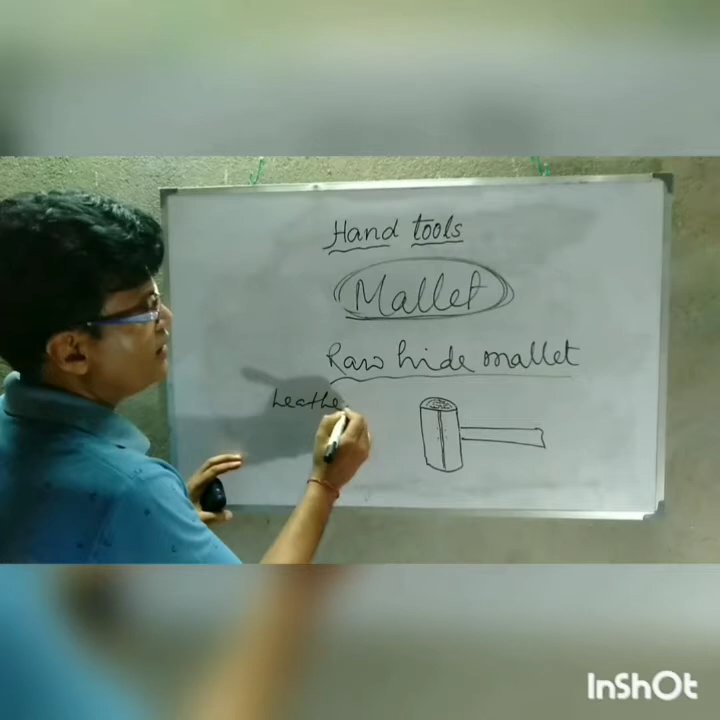 Hand tools
Mallet
Raw hide mallet
Leathe
InShOt